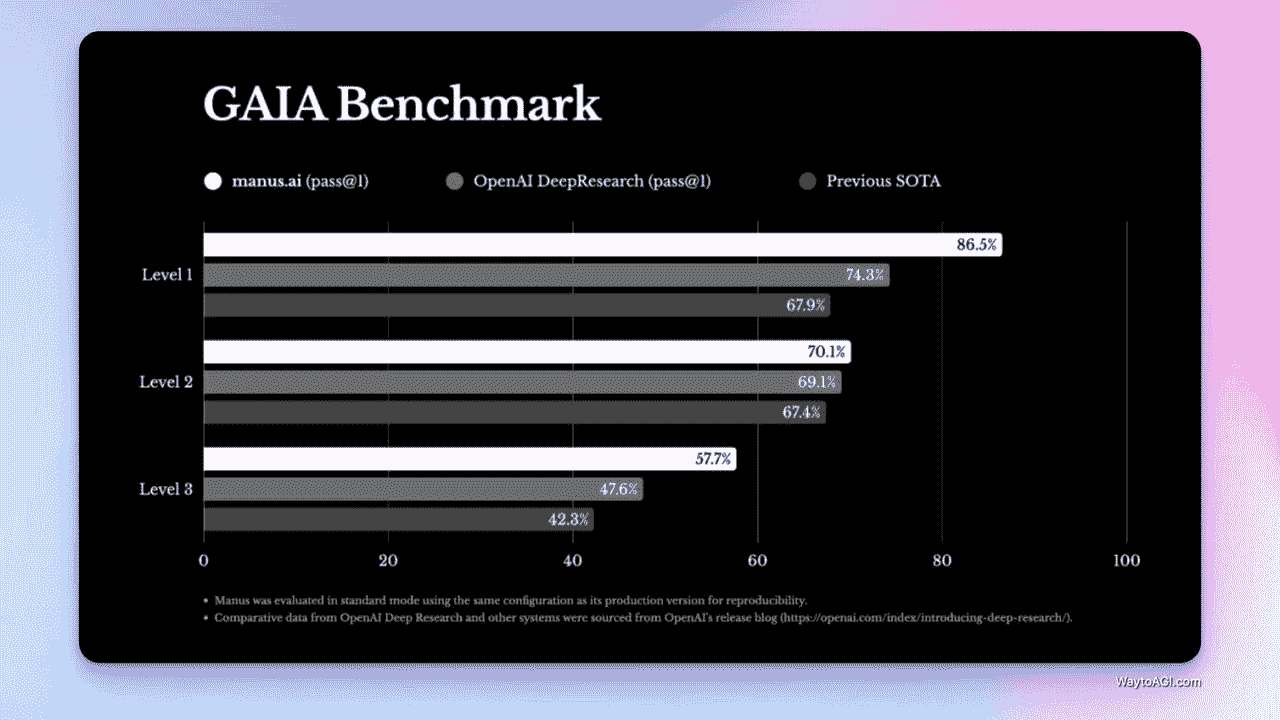 GAIA Benchmark
manus.ai (pass@1)
OpenAI DeepResearch (pass@1)
Previous SOTA
86.5%
Level 1
74.3%
67.9%
70.1%
Level 2
69.1%
67.4%
57.7%
Level 3
47.6%
42.3%
0 20 40 60 80 100
• Manus was evaluated in standard mode using the same configuration as its production version for reproducibility.
• Comparative data from OpenAI Deep Research and other systems were sourced from OpenAI's release blog (https://openai.com/index/introducing-deep-research/).
WaytoAGI.com